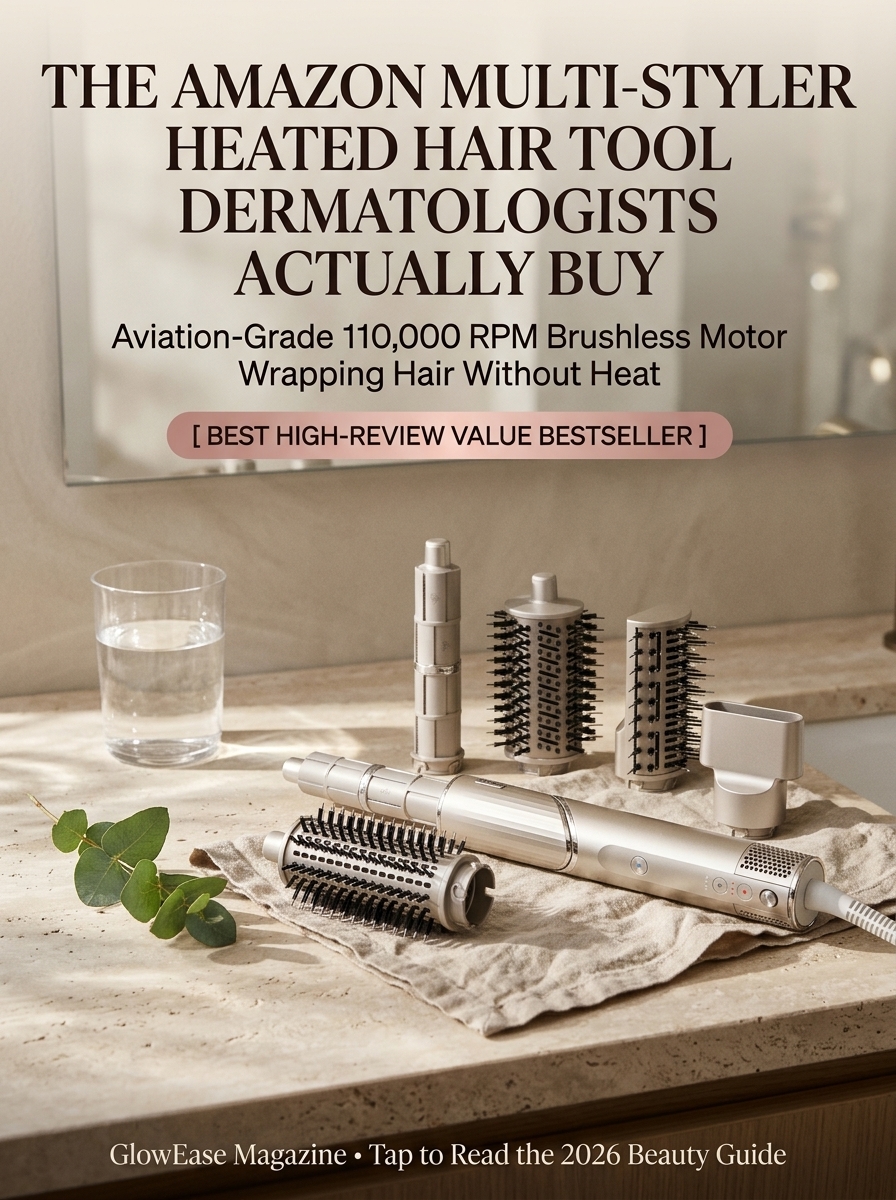 THE AMAZON MULTI-STYLER
HEATED HAIR TOOL
DERMATOLOGISTS
ACTUALLY BUY
Aviation-Grade 110,000 RPM Brushless Motor
Wrapping Hair Without Heat
[ BEST HIGH-REVIEW VALUE BESTSELLER ]
GlowEase Magazine • Tap to Read the 2026 Beauty Guide